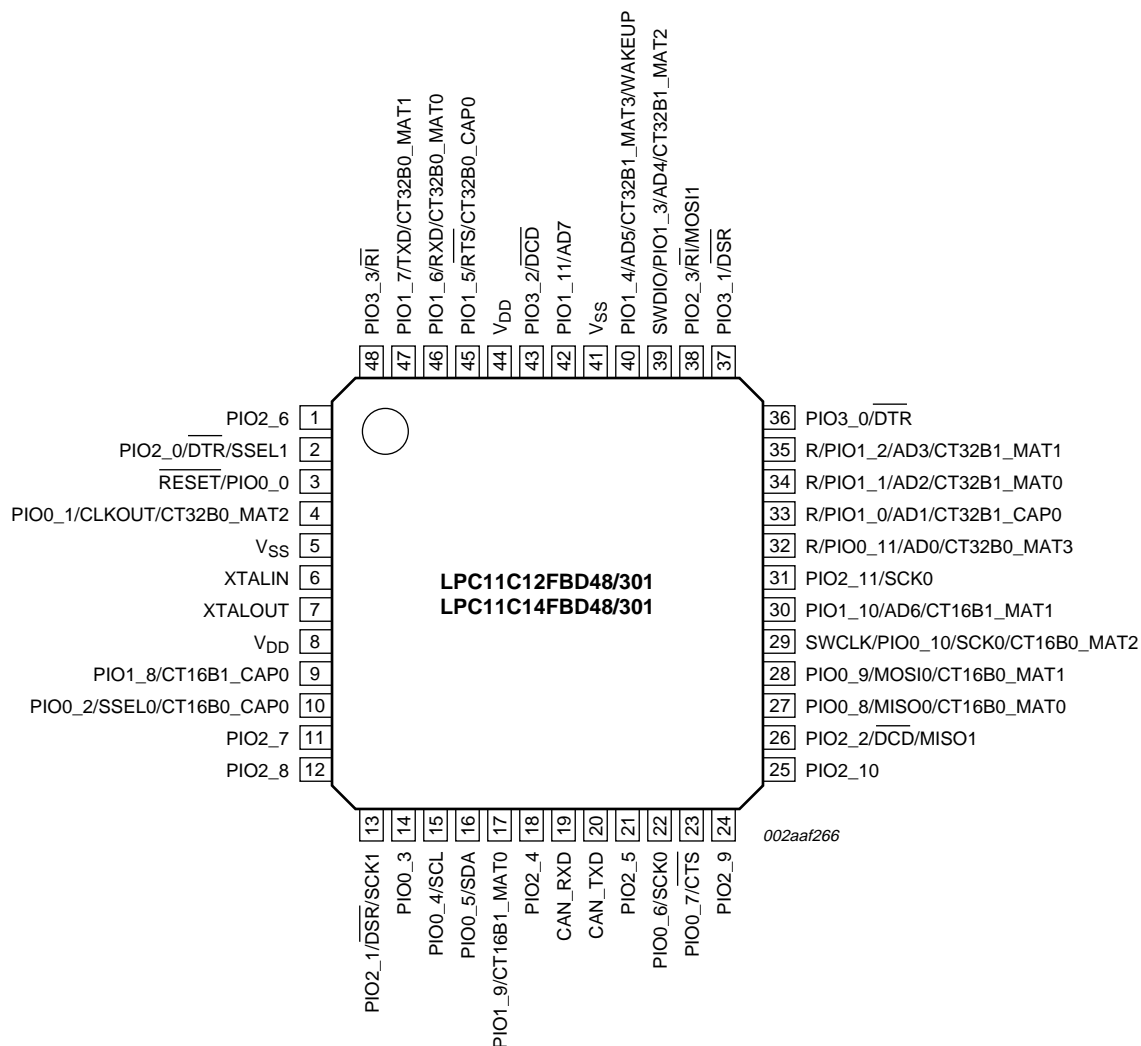 PIO3_3/RI
PIO1_7/TXD/CT32B0_MAT1
PIO1_6/RXD/CT32B0_MAT0
PIO1_5/RTS/CT32B0_CAP0
VDD
PIO3_2/DCD
PIO1_11/AD7
VSS
PIO1_4/AD5/CT32B1_MAT3/WAKEUP
SWDIO/PIO1_3/AD4/CT32B1_MAT2
PIO2_3/RI/MOSI1
PIO3_1/DSR
48
47
46
45
44
43
42
41
40
39
38
37
PIO2_6 1
PIO2_0/DTR/SSEL1 2
RESET/PIO0_0 3
PIO0_1/CLKOUT/CT32B0_MAT2 4
VSS 5
XTALIN 6
XTALOUT 7
VDD 8
PIO1_8/CT16B1_CAP0 9
PIO0_2/SSEL0/CT16B0_CAP0 10
PIO2_7 11
PIO2_8 12
LPC11C12FBD48/301
LPC11C14FBD48/301
36 PIO3_0/DTR
35 R/PIO1_2/AD3/CT32B1_MAT1
34 R/PIO1_1/AD2/CT32B1_MAT0
33 R/PIO1_0/AD1/CT32B1_CAP0
32 R/PIO0_11/AD0/CT32B0_MAT3
31 PIO2_11/SCK0
30 PIO1_10/AD6/CT16B1_MAT1
29 SWCLK/PIO0_10/SCK0/CT16B0_MAT2
28 PIO0_9/MOSI0/CT16B0_MAT1
27 PIO0_8/MISO0/CT16B0_MAT0
26 PIO2_2/DCD/MISO1
25 PIO2_10
13
14
15
16
17
18
19
20
21
22
23
24
PIO2_1/DSR/SCK1
PIO0_3
PIO0_4/SCL
PIO0_5/SDA
PIO1_9/CT16B1_MAT0
PIO2_4
CAN_RXD
CAN_TXD
PIO2_5
PIO0_6/SCK0
PIO0_7/CTS
PIO2_9
002aaf266